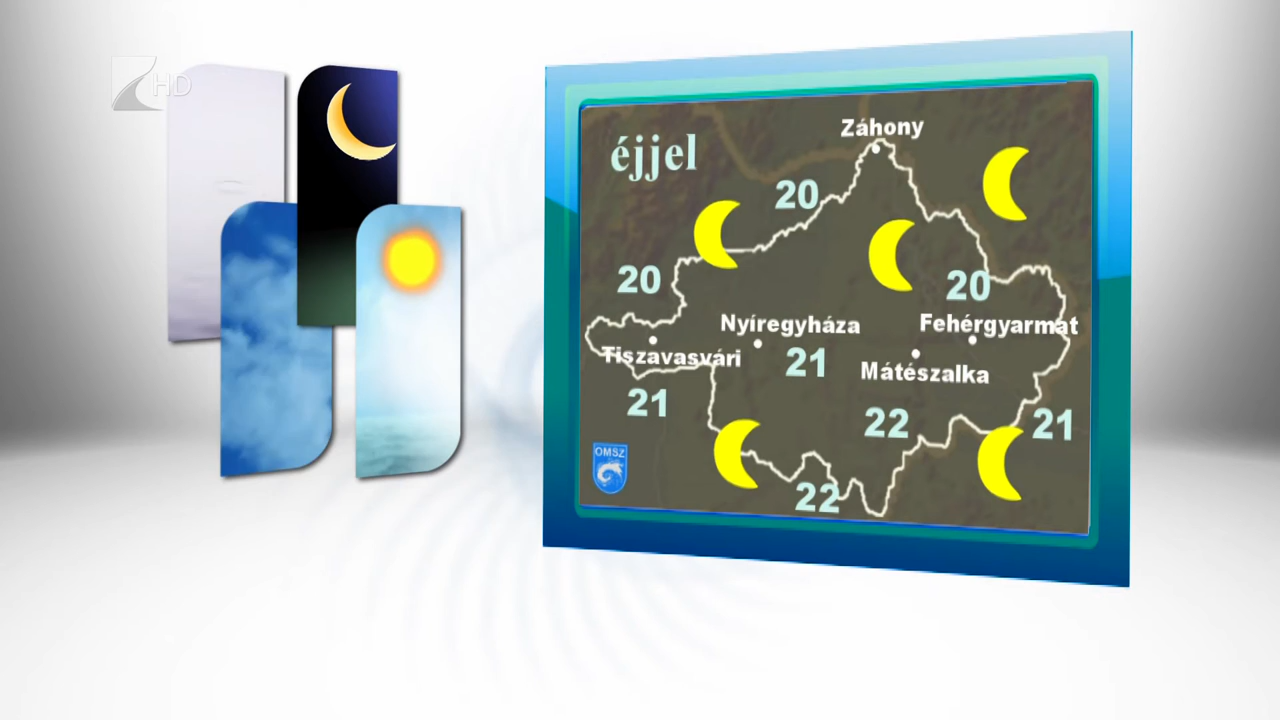 HD
éjjel
Záhony
20
20
20
Nyíregyháza
Fehérgyarmat
Tiszavasvári
21
Mátészalka
21
22
21
OMSZ
22